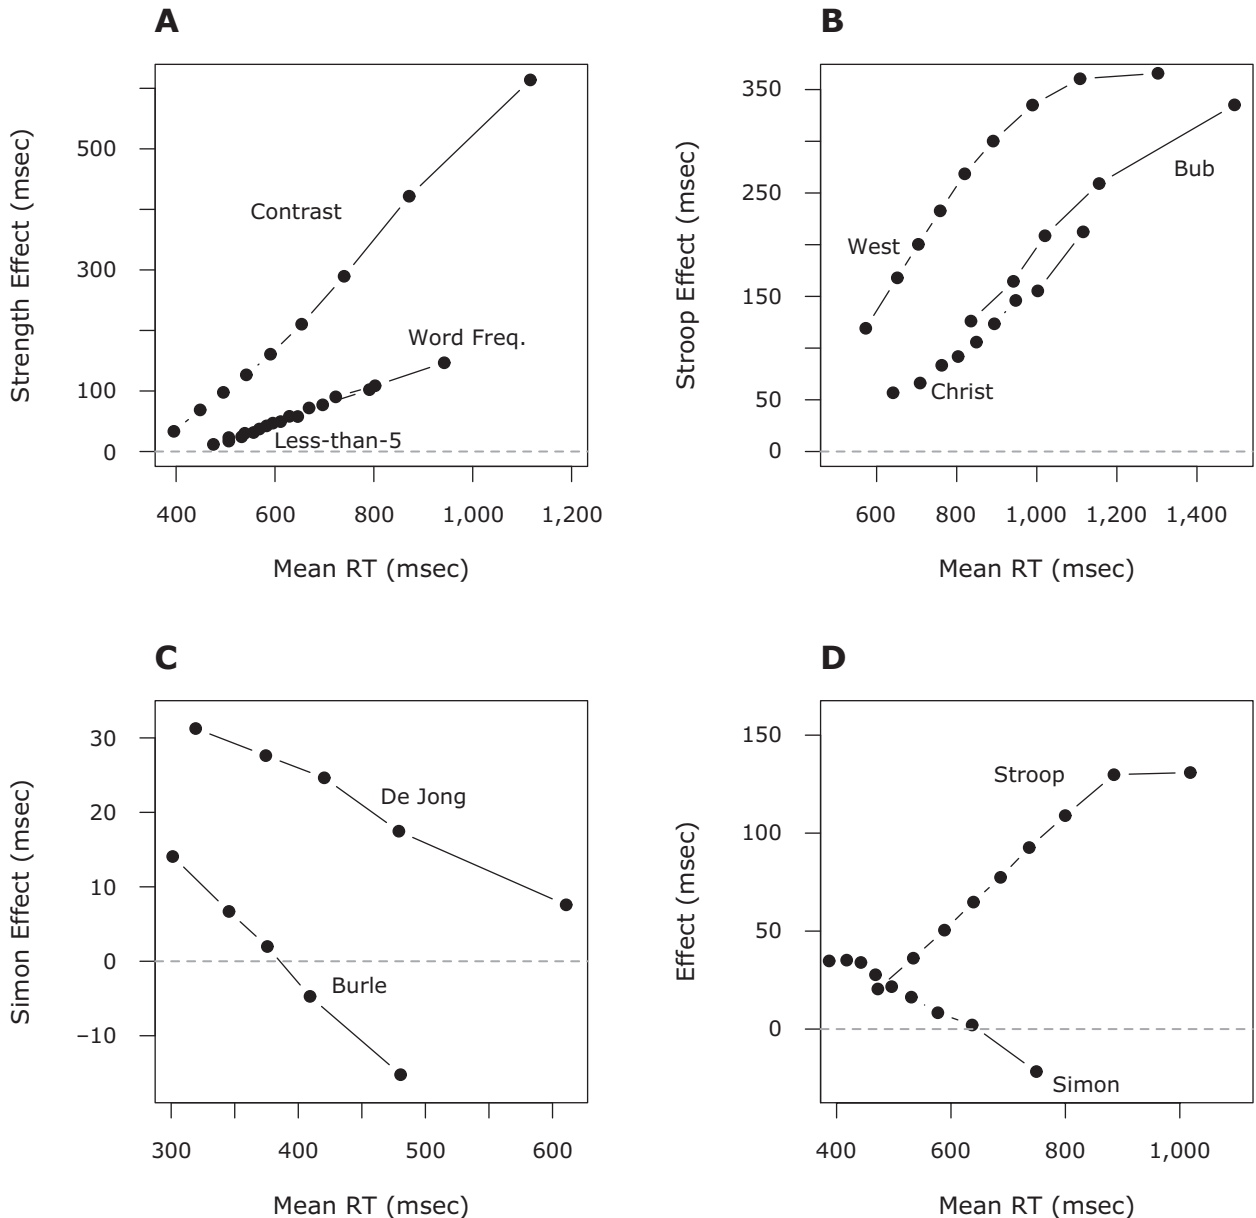 A
Strength Effect (msec)
500
300
100
0
Contrast
Word Freq.
Less-than-5
400 600 800 1,000 1,200
Mean RT (msec)
B
Stroop Effect (msec)
350
250
150
50
0
West
Bub
Christ
600 800 1,000 1,200 1,400
Mean RT (msec)
C
Simon Effect (msec)
30
20
10
0
–10
De Jong
Burle
300 400 500 600
Mean RT (msec)
D
Effect (msec)
150
100
50
0
Stroop
Simon
400 600 800 1,000
Mean RT (msec)